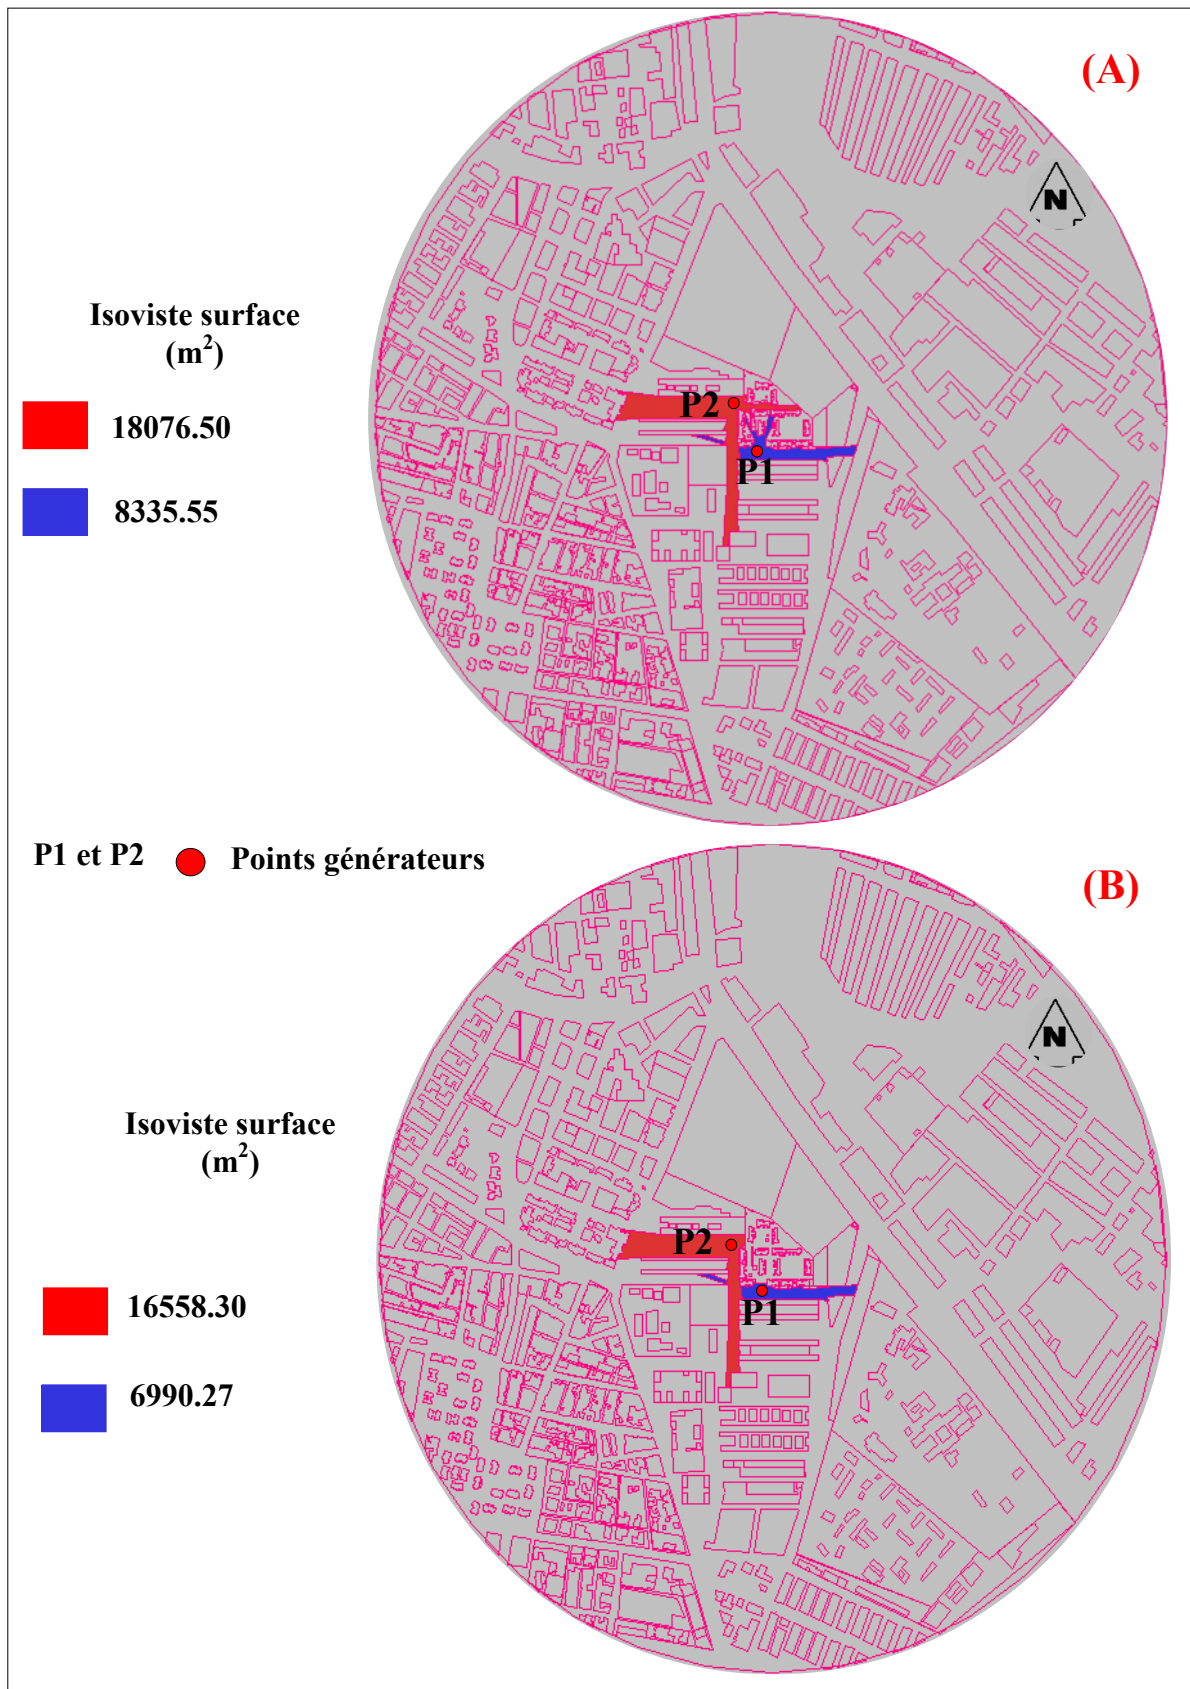 (A)
N
Isoviste surface
(m²)
18076.50
8335.55
P2
P1
P1 et P2 Points générateurs
(B)
N
Isoviste surface
(m²)
16558.30
6990.27
P2
P1